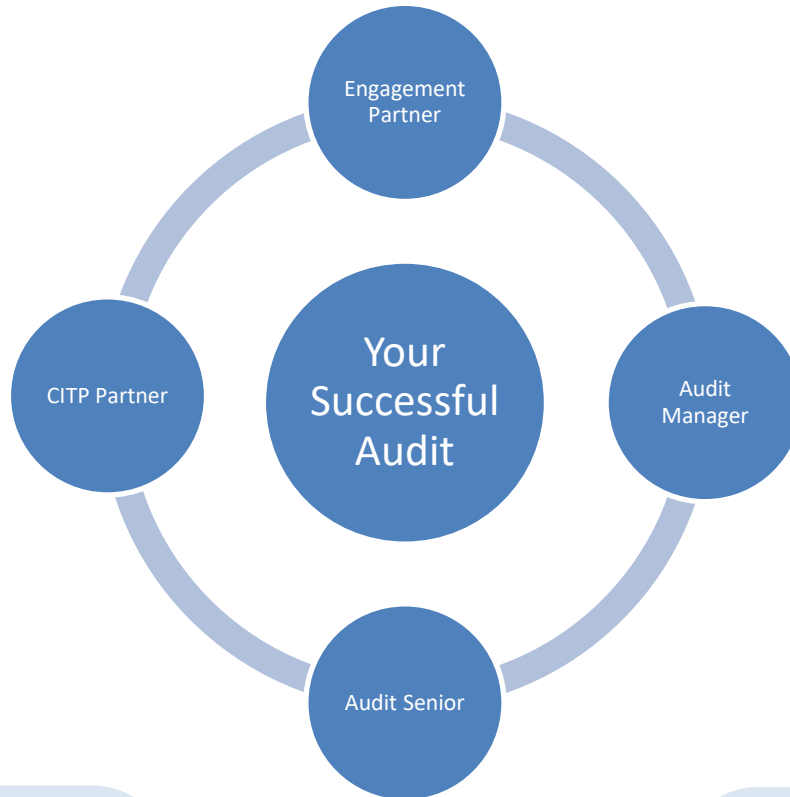 Engagement
Partner
CITP Partner
Your
Successful
Audit
Audit
Manager
Audit Senior